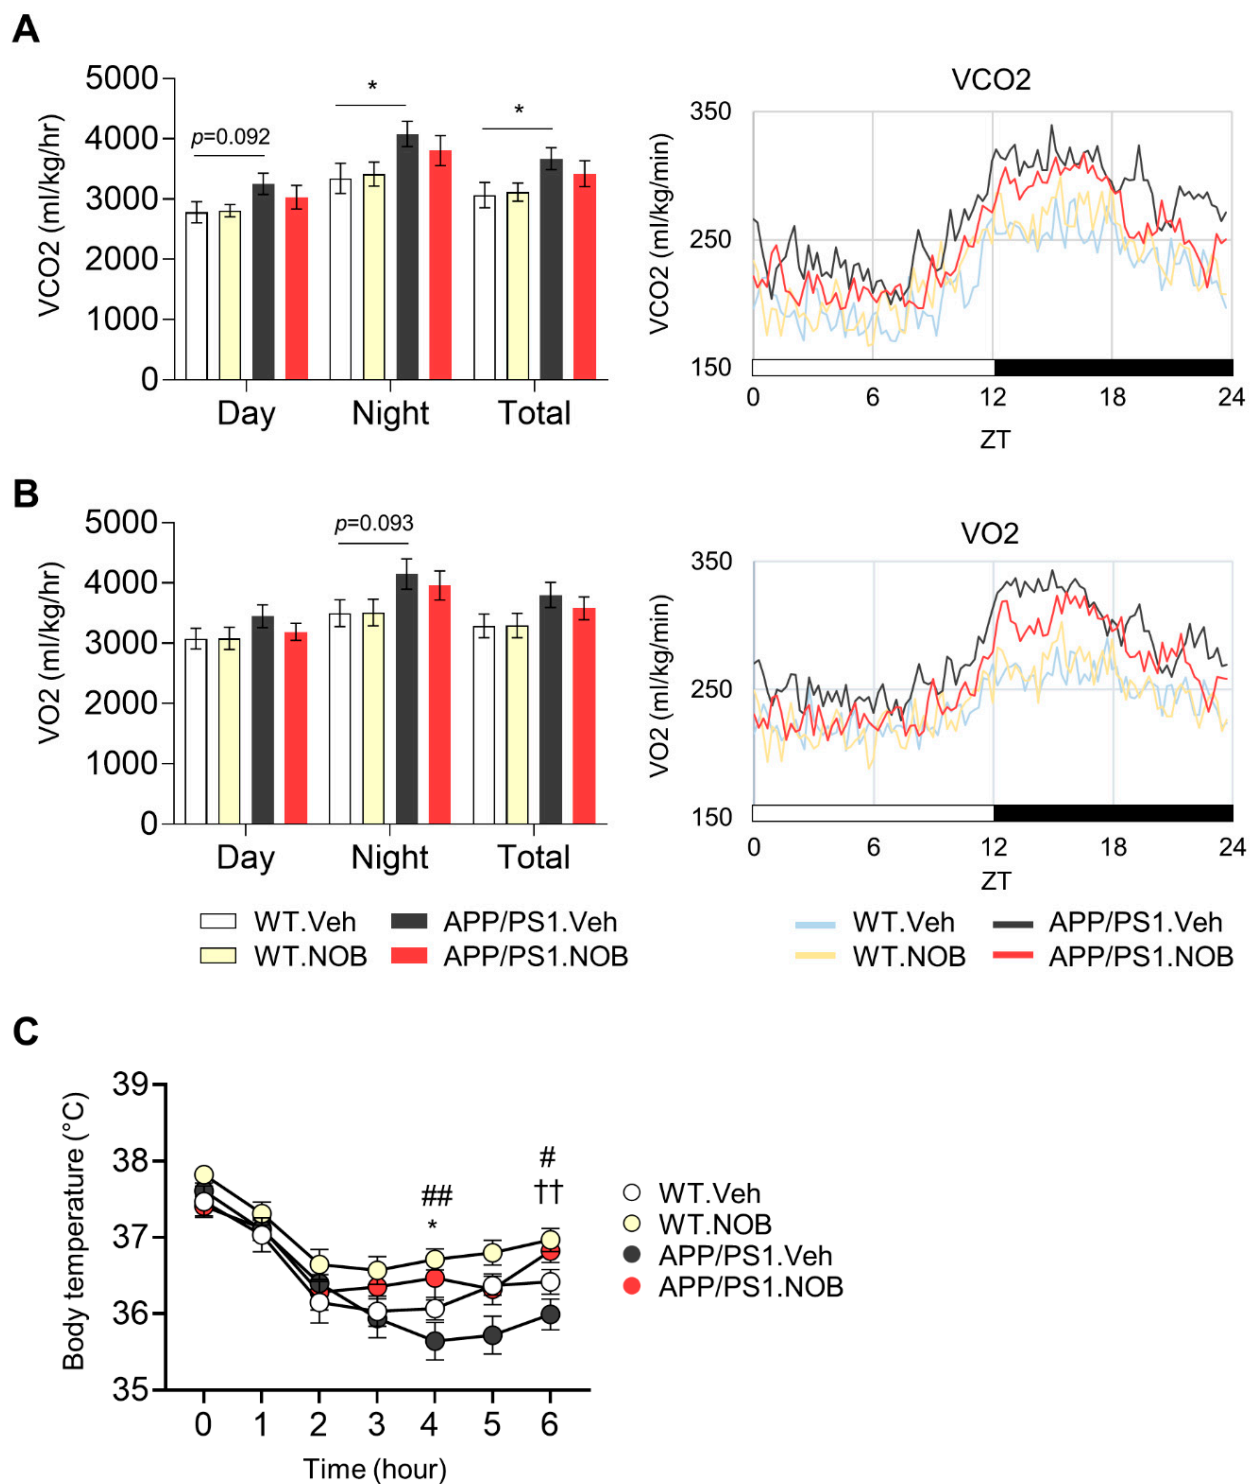 A
VCO2 (ml/kg/hr)
5000
4000
3000
2000
1000
0
p=0.092
*
*
Day Night Total
VCO2
VCO2 (ml/kg/min)
350
250
150
0 6 12 18 24
ZT
B
VO2 (ml/kg/hr)
5000
4000
3000
2000
1000
0
p=0.093
Day Night Total
VO2
VO2 (ml/kg/min)
350
250
150
0 6 12 18 24
ZT
WT.Veh APP/PS1.Veh
WT.NOB APP/PS1.NOB
WT.Veh APP/PS1.Veh
WT.NOB APP/PS1.NOB
C
Body temperature (°C)
39
38
37
36
35
##
*
#
††
0 1 2 3 4 5 6
Time (hour)
WT.Veh
WT.NOB
APP/PS1.Veh
APP/PS1.NOB